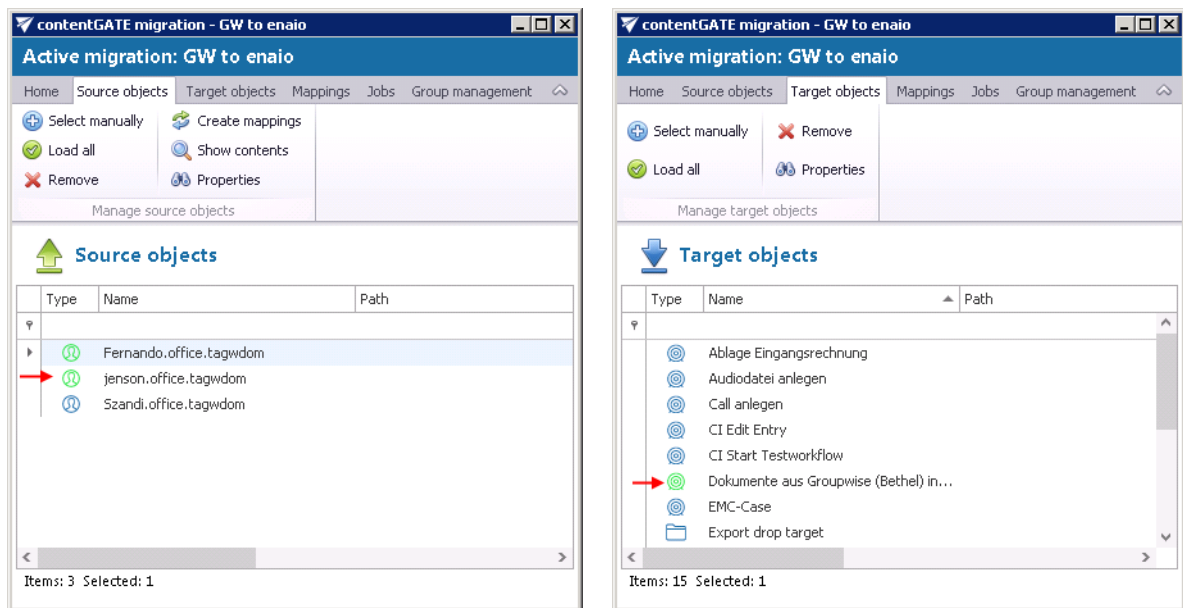 contentGATE migration - GW to enaio
Active migration: GW to enaio
Home Source objects Target objects Mappings Jobs Group management
Select manually Create mappings
Load all Show contents
Remove Properties
Manage source objects
Source objects
Type Name Path
Fernando.office.tagwdom
jenson.office.tagwdom
Szandi.office.tagwdom
Items: 3 Selected: 1
contentGATE migration - GW to enaio
Active migration: GW to enaio
Home Source objects Target objects Mappings Jobs Group management
Select manually Remove
Load all Properties
Manage target objects
Target objects
Type Name Path
Ablage Eingangsrechnung
Audiodatei anlegen
Call anlegen
CI Edit Entry
CI Start Testworkflow
Dokumente aus Groupwise (Bethel) in...
EMC-Case
Export drop target
Items: 15 Selected: 1